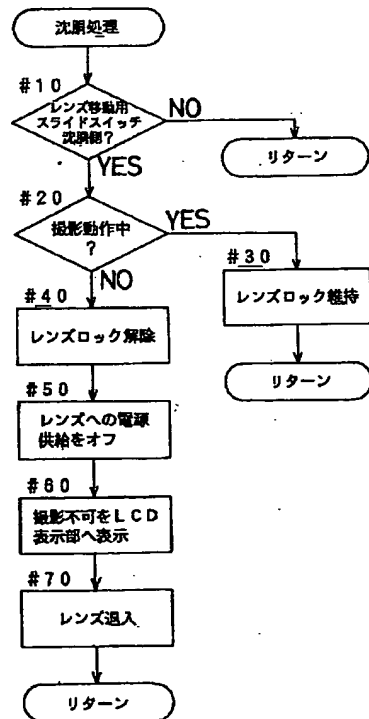 沈胴処理
#10
レンズ移動用
スライドスイッチ
沈胴側?
NO
リターン
YES
#20
撮影動作中
?
YES
#30
レンズロック維持
リターン
NO
#40
レンズロック解除
#50
レンズへの電源
供給をオフ
#60
撮影不可をLCD
表示部へ表示
#70
レンズ退入
リターン